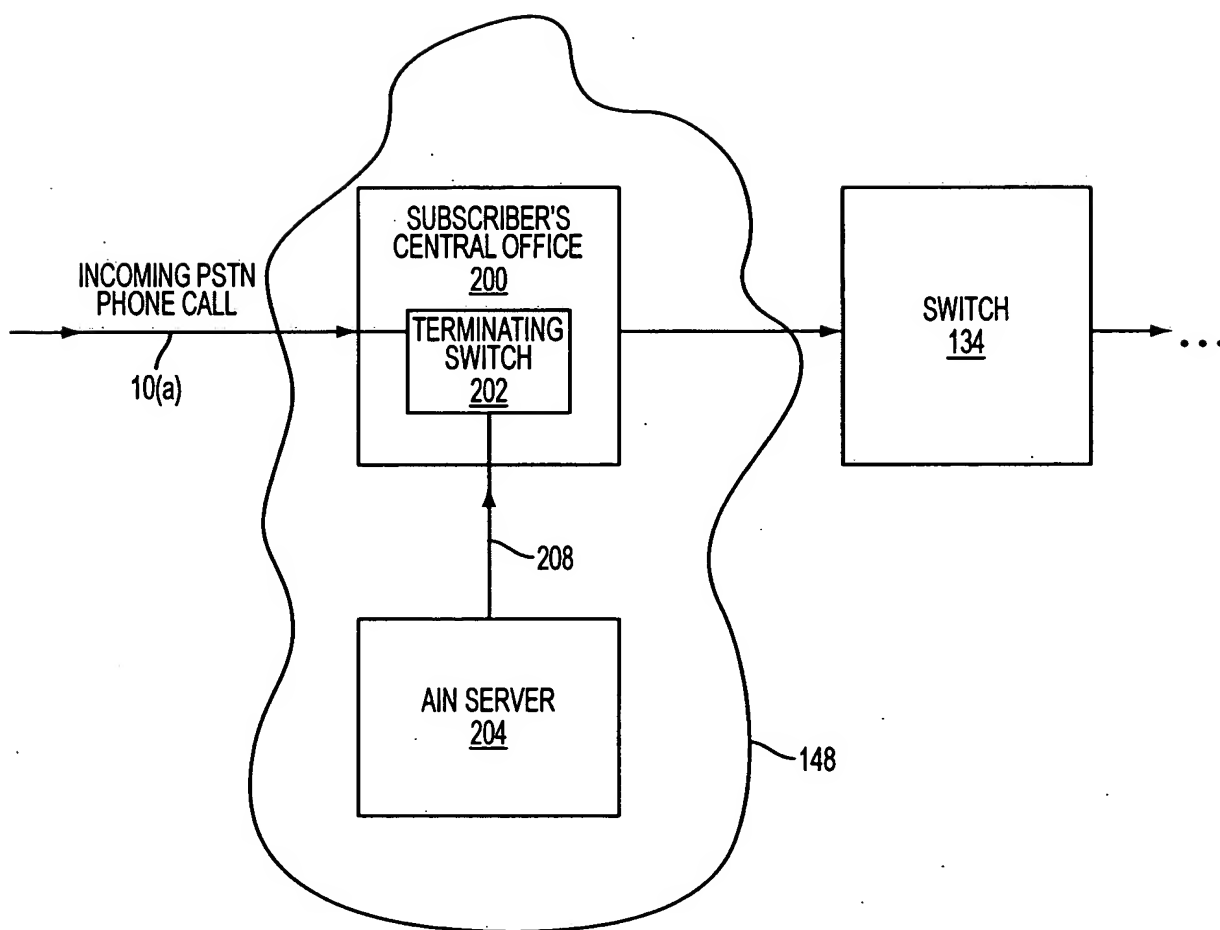 INCOMING PSTN
PHONE CALL
10(a)
SUBSCRIBER'S
CENTRAL OFFICE
200
TERMINATING
SWITCH
202
SWITCH
134
...
208
AIN SERVER
204
148